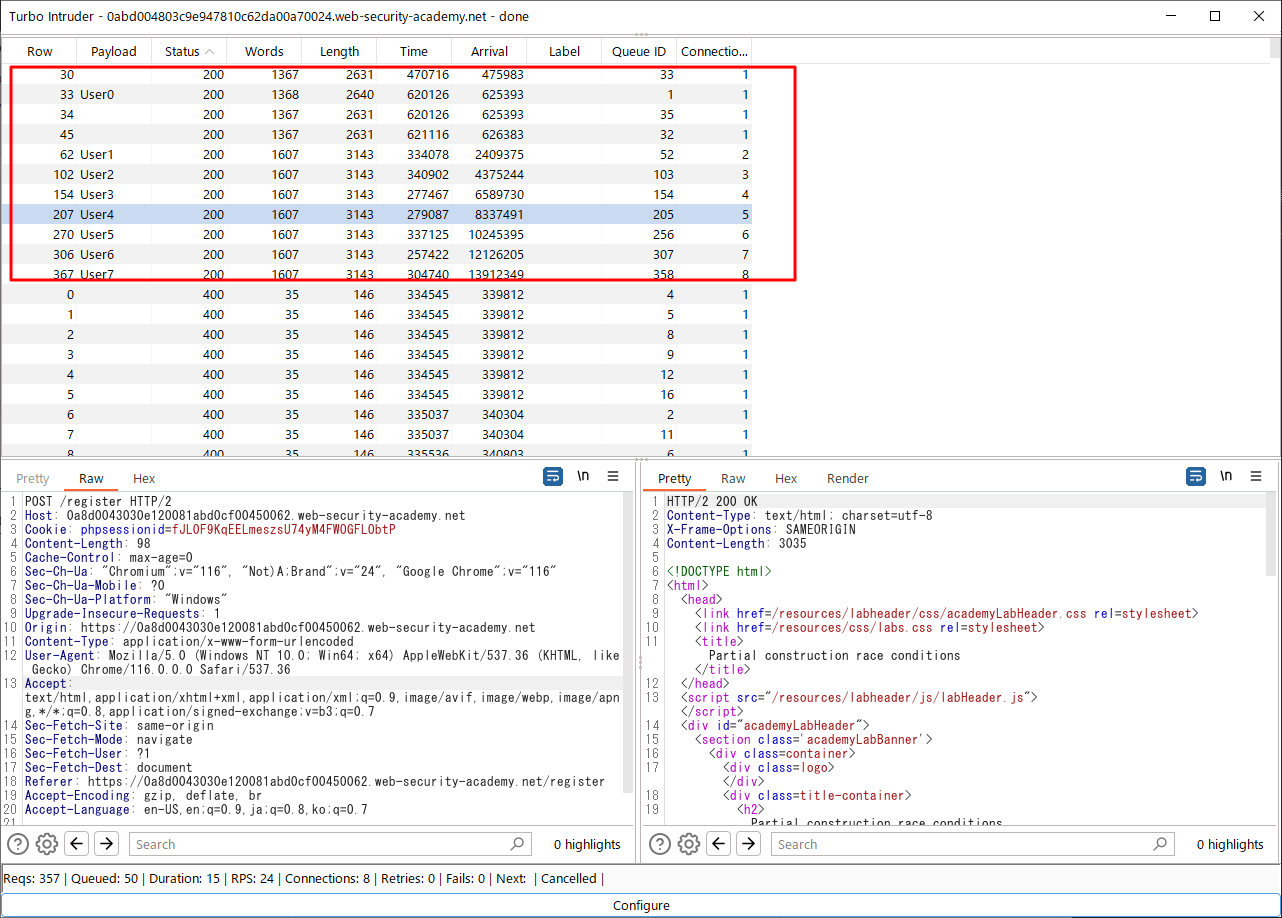 Turbo Intruder - 0abd004803c9e947810c62da00a70024.web-security-academy.net - done
Row Payload Status Words Length Time Arrival Label Queue ID Connectio...
30 200 1367 2631 470716 475983 33 1
33 User0 200 1368 2640 620126 625393 1 1
34 200 1367 2631 620126 625393 35 1
45 200 1367 2631 621116 626383 32 1
62 User1 200 1607 3143 334078 2409375 52 2
102 User2 200 1607 3143 340902 4375244 103 3
154 User3 200 1607 3143 277467 6589730 154 4
207 User4 200 1607 3143 279087 8337491 205 5
270 User5 200 1607 3143 337125 10245395 256 6
306 User6 200 1607 3143 257422 12126205 307 7
367 User7 200 1607 3143 304740 13912349 358 8
0 400 35 146 334545 339812 4 1
1 400 35 146 334545 339812 5 1
2 400 35 146 334545 339812 8 1
3 400 35 146 334545 339812 9 1
4 400 35 146 334545 339812 12 1
5 400 35 146 334545 339812 16 1
6 400 35 146 335037 340304 2 1
7 400 35 146 335037 340304 11 1
8 400 35 146 335536 340803 6 1
Pretty Raw Hex \n
1 POST /register HTTP/2
2 Host: 0a8d0043030e120081abd0cf00450062.web-security-academy.net
3 Cookie: phpsessionid=fJLOF9KqEELmeszsU74yM4FWOGFLObtP
4 Content-Length: 98
5 Cache-Control: max-age=0
6 Sec-Ch-Ua: "Chromium";v="116", "Not)A;Brand";v="24", "Google Chrome";v="116"
7 Sec-Ch-Ua-Mobile: ?0
8 Sec-Ch-Ua-Platform: "Windows"
9 Upgrade-Insecure-Requests: 1
10 Origin: https://0a8d0043030e120081abd0cf00450062.web-security-academy.net
11 Content-Type: application/x-www-form-urlencoded
12 User-Agent: Mozilla/5.0 (Windows NT 10.0; Win64; x64) AppleWebKit/537.36 (KHTML, like
Gecko) Chrome/116.0.0.0 Safari/537.36
13 Accept:
text/html,application/xhtml+xml,application/xml;q=0.9,image/avif,image/webp,image/apn
g,*/*;q=0.8,application/signed-exchange;v=b3;q=0.7
14 Sec-Fetch-Site: same-origin
15 Sec-Fetch-Mode: navigate
16 Sec-Fetch-User: ?1
17 Sec-Fetch-Dest: document
18 Referer: https://0a8d0043030e120081abd0cf00450062.web-security-academy.net/register
19 Accept-Encoding: gzip, deflate, br
20 Accept-Language: en-US,en;q=0.9,ja;q=0.8,ko;q=0.7
21
Search 0 highlights
Pretty Raw Hex Render \n
1 HTTP/2 200 OK
2 Content-Type: text/html; charset=utf-8
3 X-Frame-Options: SAMEORIGIN
4 Content-Length: 3035
5
6 <!DOCTYPE html>
7 <html>
8 <head>
9 <link href=/resources/labheader/css/academyLabHeader.css rel=stylesheet>
10 <link href=/resources/css/labs.css rel=stylesheet>
11 <title>
Partial construction race conditions
</title>
12 </head>
13 <script src="/resources/labheader/js/labHeader.js">
</script>
14 <div id="academyLabHeader">
15 <section class='academyLabBanner'>
16 <div class=container>
17 <div class=logo>
</div>
18 <div class=title-container>
19 <h2>
Partial construction race conditions
Search 0 highlights
Reqs: 357 | Queued: 50 | Duration: 15 | RPS: 24 | Connections: 8 | Retries: 0 | Fails: 0 | Next: | Cancelled |
Configure